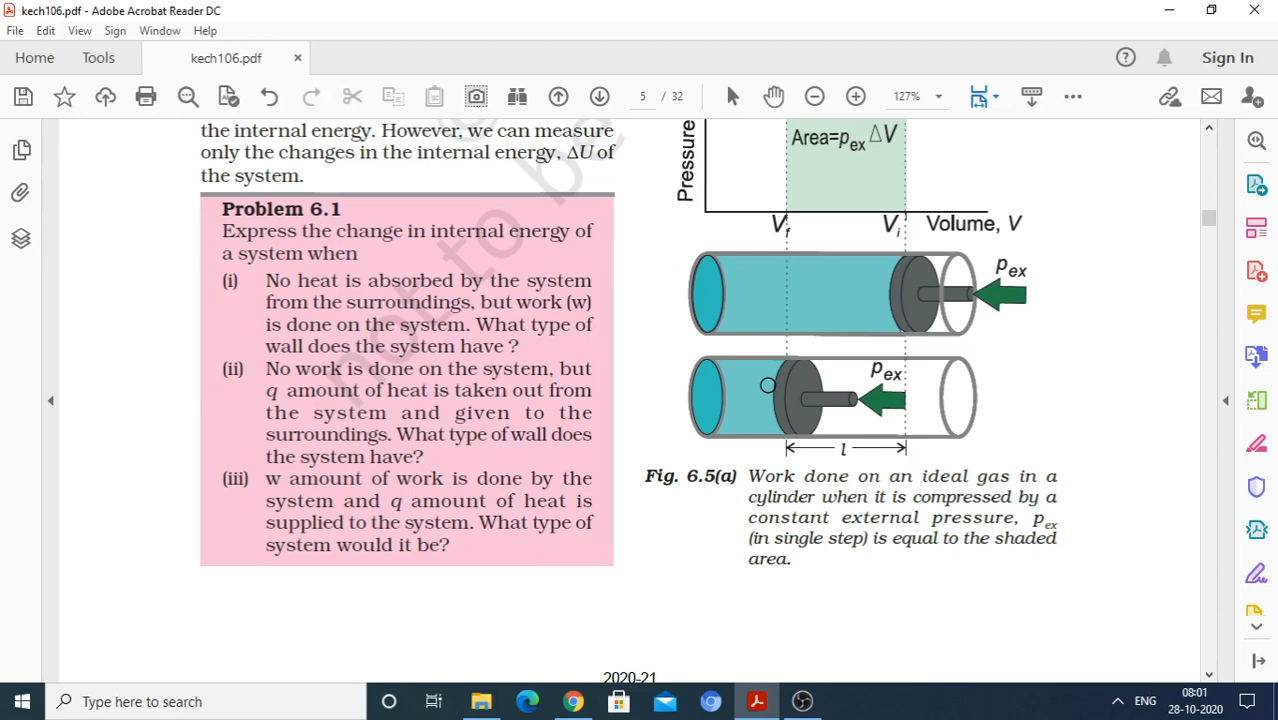 kech106.pdf - Adobe Acrobat Reader DC
File Edit View Sign Window Help
Home Tools kech106.pdf × Sign In
5 / 32 127%
the internal energy. However, we can measure
only the changes in the internal energy, ΔU of
the system.
Problem 6.1
Express the change in internal energy of
a system when
(i) No heat is absorbed by the system
from the surroundings, but work (w)
is done on the system. What type of
wall does the system have ?
(ii) No work is done on the system, but
q amount of heat is taken out from
the system and given to the
surroundings. What type of wall does
the system have?
(iii) w amount of work is done by the
system and q amount of heat is
supplied to the system. What type of
system would it be?
not to be
Pressure
Area=pex ΔV
Vf Vi Volume, V
pex
pex
l
Fig. 6.5(a) Work done on an ideal gas in a
cylinder when it is compressed by a
constant external pressure, pex
(in single step) is equal to the shaded
area.
2020-21
Type here to search
ENG
08:01
28-10-2020